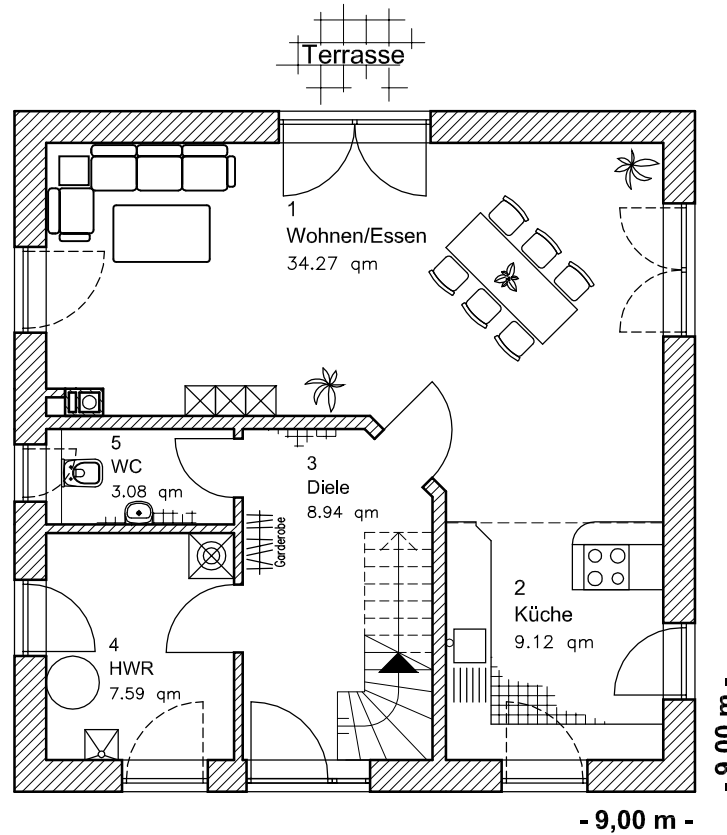 Terrasse
1
Wohnen/Essen
34.27 qm
5
WC
3.08 qm
3
Diele
8.94 qm
Garderobe
2
Küche
9.12 qm
4
HWR
7.59 qm
- 9,00 m -
- 9,00 m -